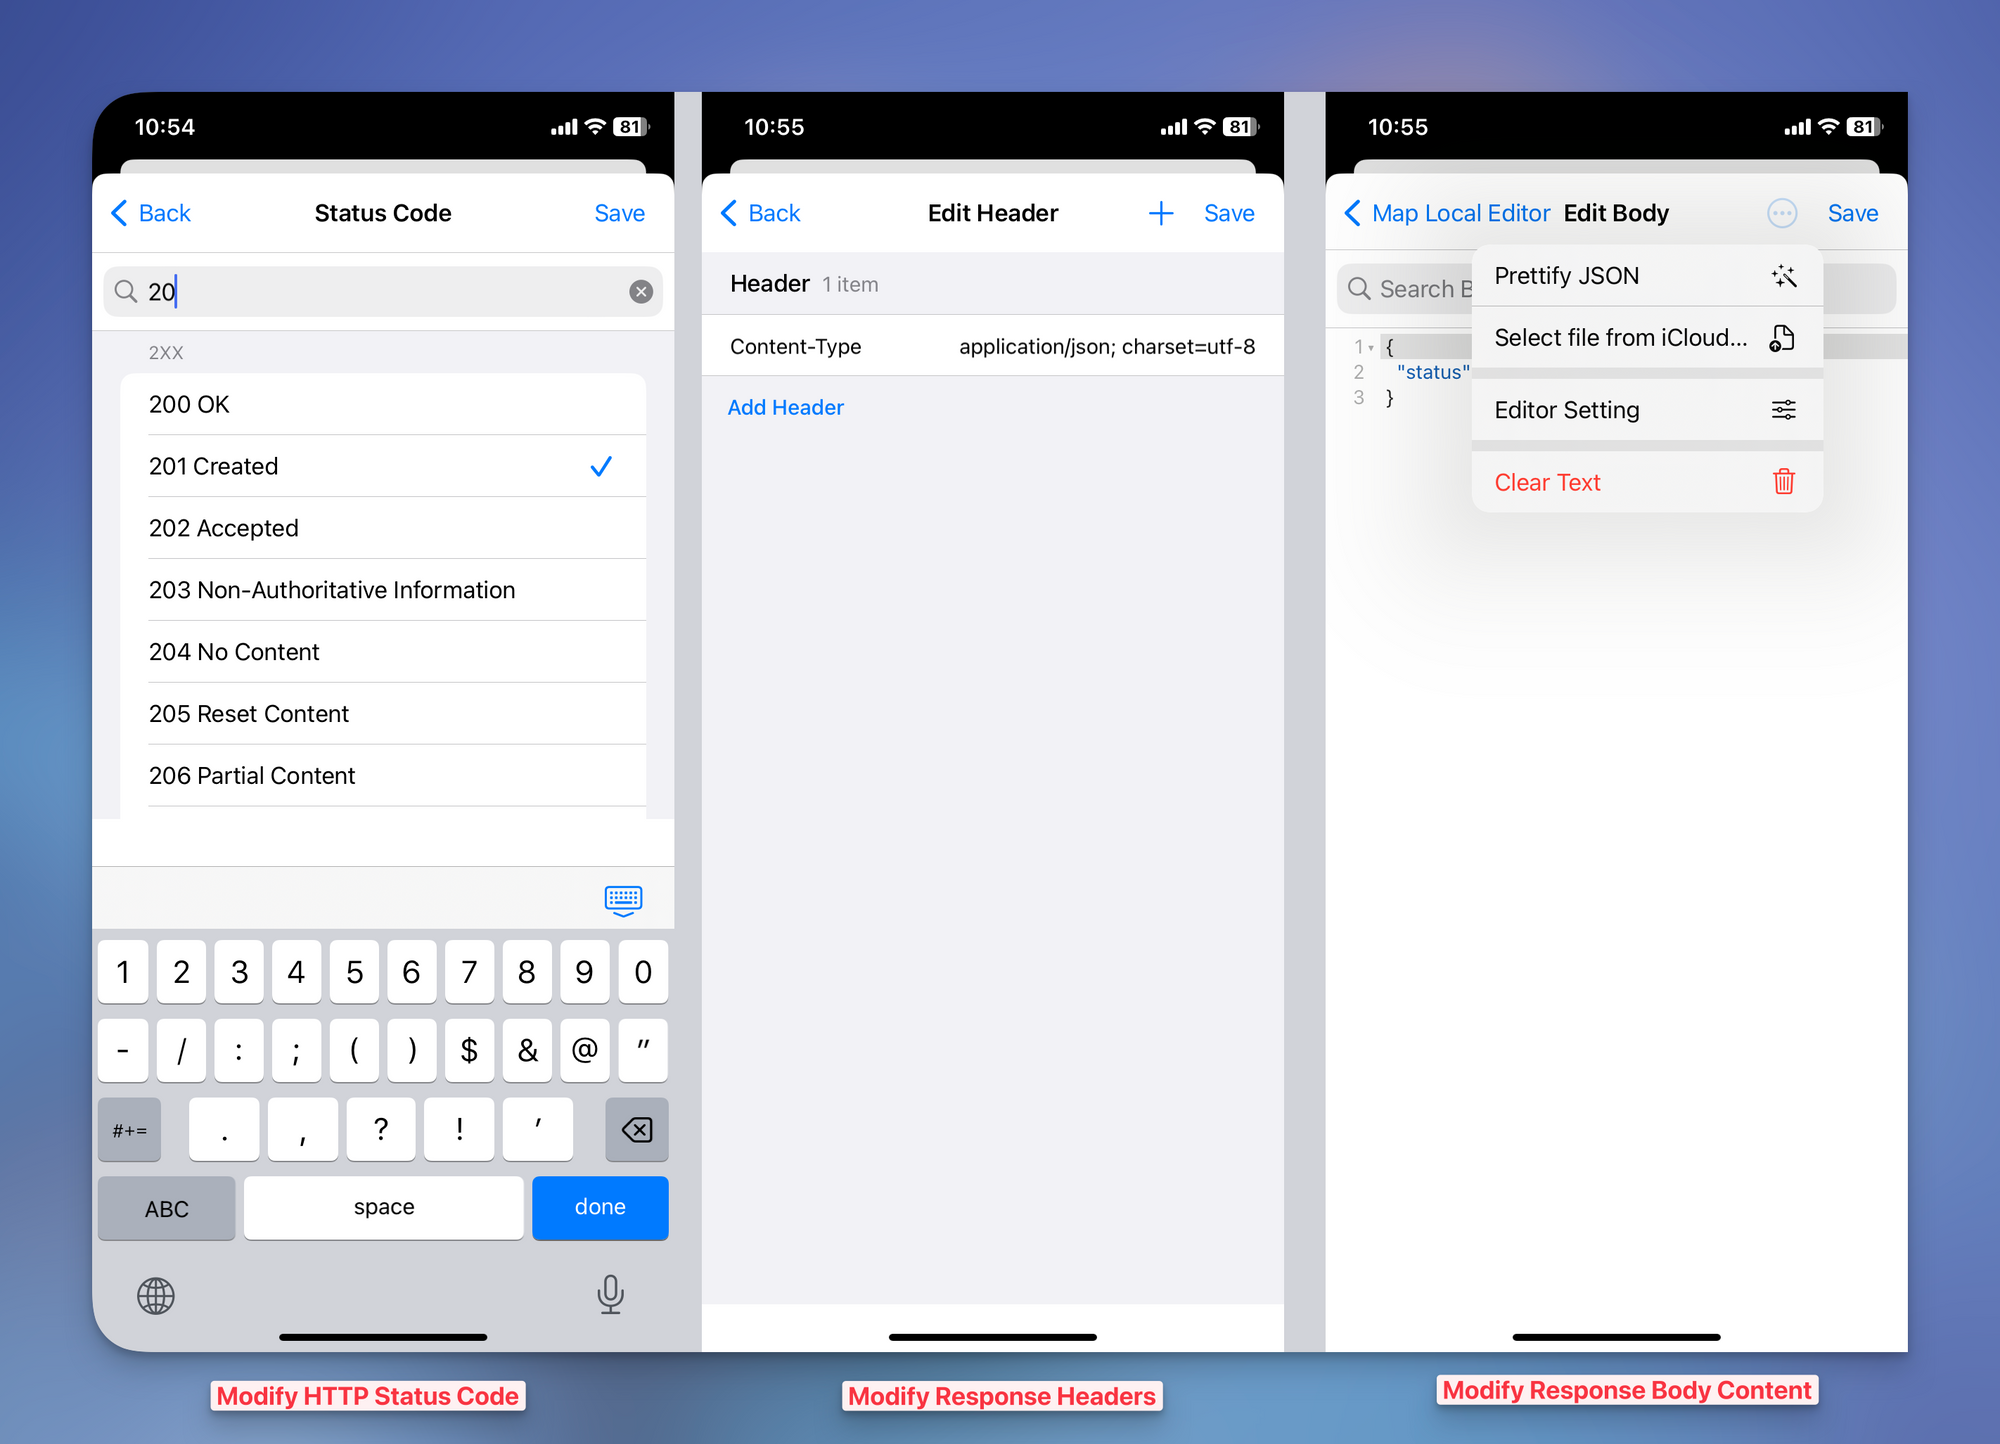 10:54
81
Back
Status Code
Save
20
2XX
200 OK
201 Created
202 Accepted
203 Non-Authoritative Information
204 No Content
205 Reset Content
206 Partial Content
1 2 3 4 5 6 7 8 9 0
- / : ; ( ) $ & @ "
#+= . , ? ! '
ABC space done
Modify HTTP Status Code
10:55
81
Back
Edit Header
+
Save
Header 1 item
Content-Type application/json; charset=utf-8
Add Header
Modify Response Headers
10:55
81
Map Local Editor
Edit Body
Save
Search B
Prettify JSON
Select file from iCloud...
Editor Setting
Clear Text
1 {
2 "status"
3 }
Modify Response Body Content